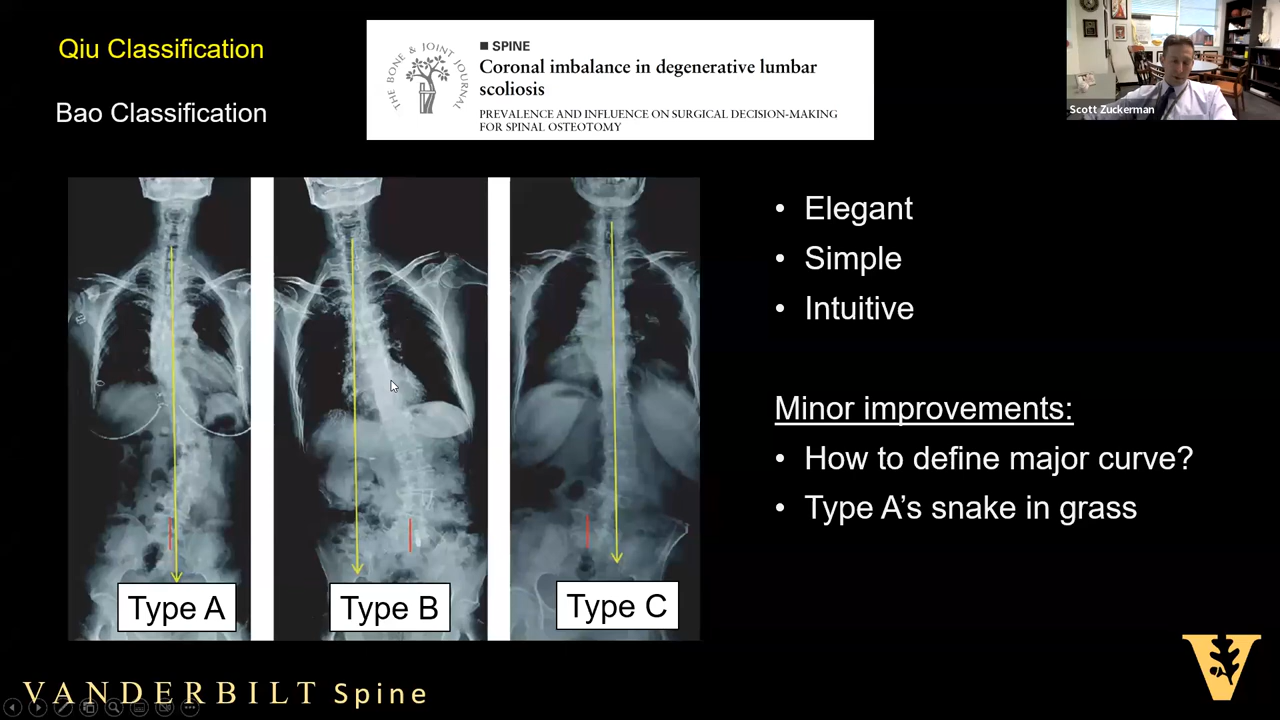 Qiu Classification
Bao Classification
THE BONE & JOINT JOURNAL
■ SPINE
Coronal imbalance in degenerative lumbar
scoliosis
PREVALENCE AND INFLUENCE ON SURGICAL DECISION-MAKING
FOR SPINAL OSTEOTOMY
Scott Zuckerman
• Elegant
• Simple
• Intuitive
Minor improvements:
• How to define major curve?
• Type A's snake in grass
Type A
Type B
Type C
VANDERBILT Spine
V